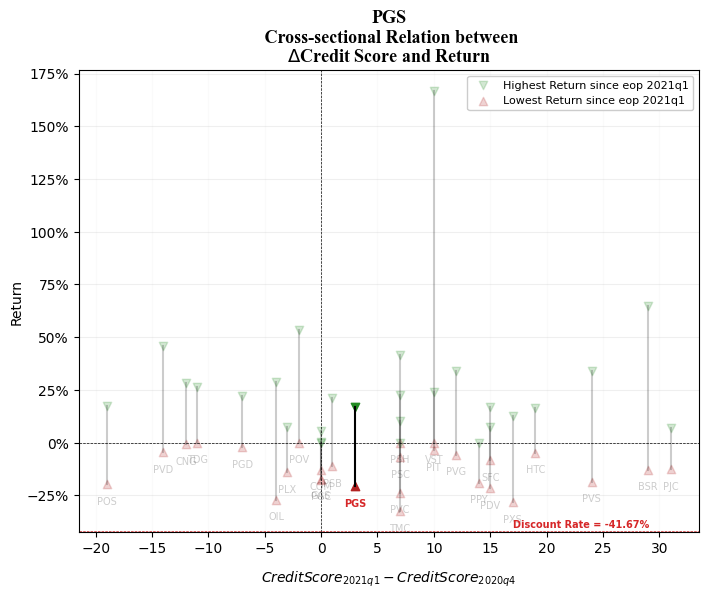 PGS
Cross-sectional Relation between
ΔCredit Score and Return
Highest Return since eop 2021q1
Lowest Return since eop 2021q1
175%
150%
125%
100%
75%
50%
25%
0%
−25%
Return
POS
PVD
CNG
TDG
PGD
OIL
PLX
POV
PGS
PSH
PSC
PVC
TMC
VST
PIT
PVG
PPY
SFC
PDV
PXS
HTC
PVS
BSR
PJC
Discount Rate = -41.67%
−20 −15 −10 −5 0 5 10 15 20 25 30
CreditScore2021q1 − CreditScore2020q4